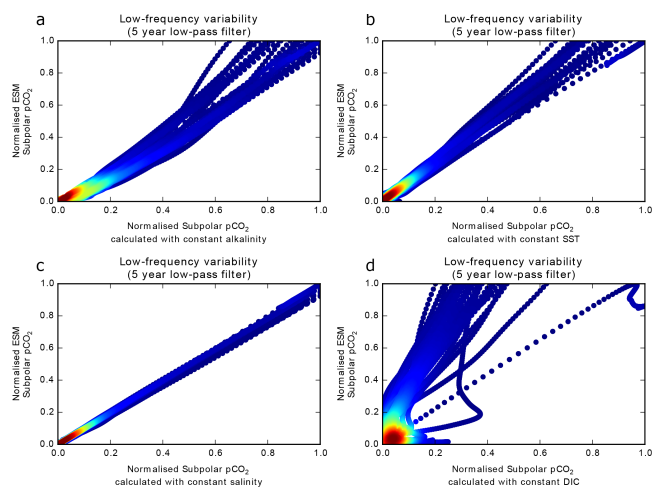 a
Low-frequency variability
(5 year low-pass filter)
Normalised ESM
Subpolar pCO2
1.0
0.8
0.6
0.4
0.2
0.0
0.0 0.2 0.4 0.6 0.8 1.0
Normalised Subpolar pCO2
calculated with constant alkalinity
b
Low-frequency variability
(5 year low-pass filter)
Normalised ESM
Subpolar pCO2
1.0
0.8
0.6
0.4
0.2
0.0
0.0 0.2 0.4 0.6 0.8 1.0
Normalised Subpolar pCO2
calculated with constant SST
c
Low-frequency variability
(5 year low-pass filter)
Normalised ESM
Subpolar pCO2
1.0
0.8
0.6
0.4
0.2
0.0
0.0 0.2 0.4 0.6 0.8 1.0
Normalised Subpolar pCO2
calculated with constant salinity
d
Low-frequency variability
(5 year low-pass filter)
Normalised ESM
Subpolar pCO2
1.0
0.8
0.6
0.4
0.2
0.0
0.0 0.2 0.4 0.6 0.8 1.0
Normalised Subpolar pCO2
calculated with constant DIC